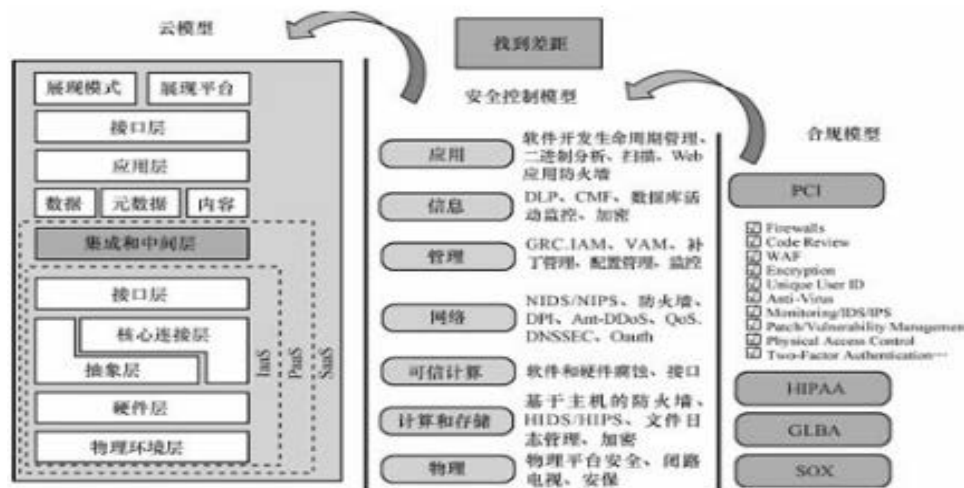 云模型
找到差距
安全控制模型
合规模型
展现模式 展现平台
接口层
应用层
数据 元数据 内容
集成和中间层
接口层
核心连接层
抽象层
硬件层
物理环境层
IaaS
PaaS
SaaS
应用
软件开发生命周期管理、
二进制分析、扫描、Web
应用防火墙
信息
DLP、CMF、数据库活
动监控、加密
管理
GRC.IAM、VAM、补
丁管理、配置管理、监控
网络
NIDS/NIPS、防火墙、
DPI、Ant-DDoS、QoS.
DNSSEC、Oauth
可信计算
软件和硬件腐蚀、接口
计算和存储
基于主机的防火墙、
HIDS/HIPS、文件日
志管理、加密
物理
物理平台安全、闭路
电视、安保
PCI
Firewalls
Code Review
WAF
Encryption
Unique User ID
Anti-Virus
Monitoring/IDS/IPS
Patch/Vulnerability Management
Physical Access Control
Two-Factor Authentication…
HIPAA
GLBA
SOX